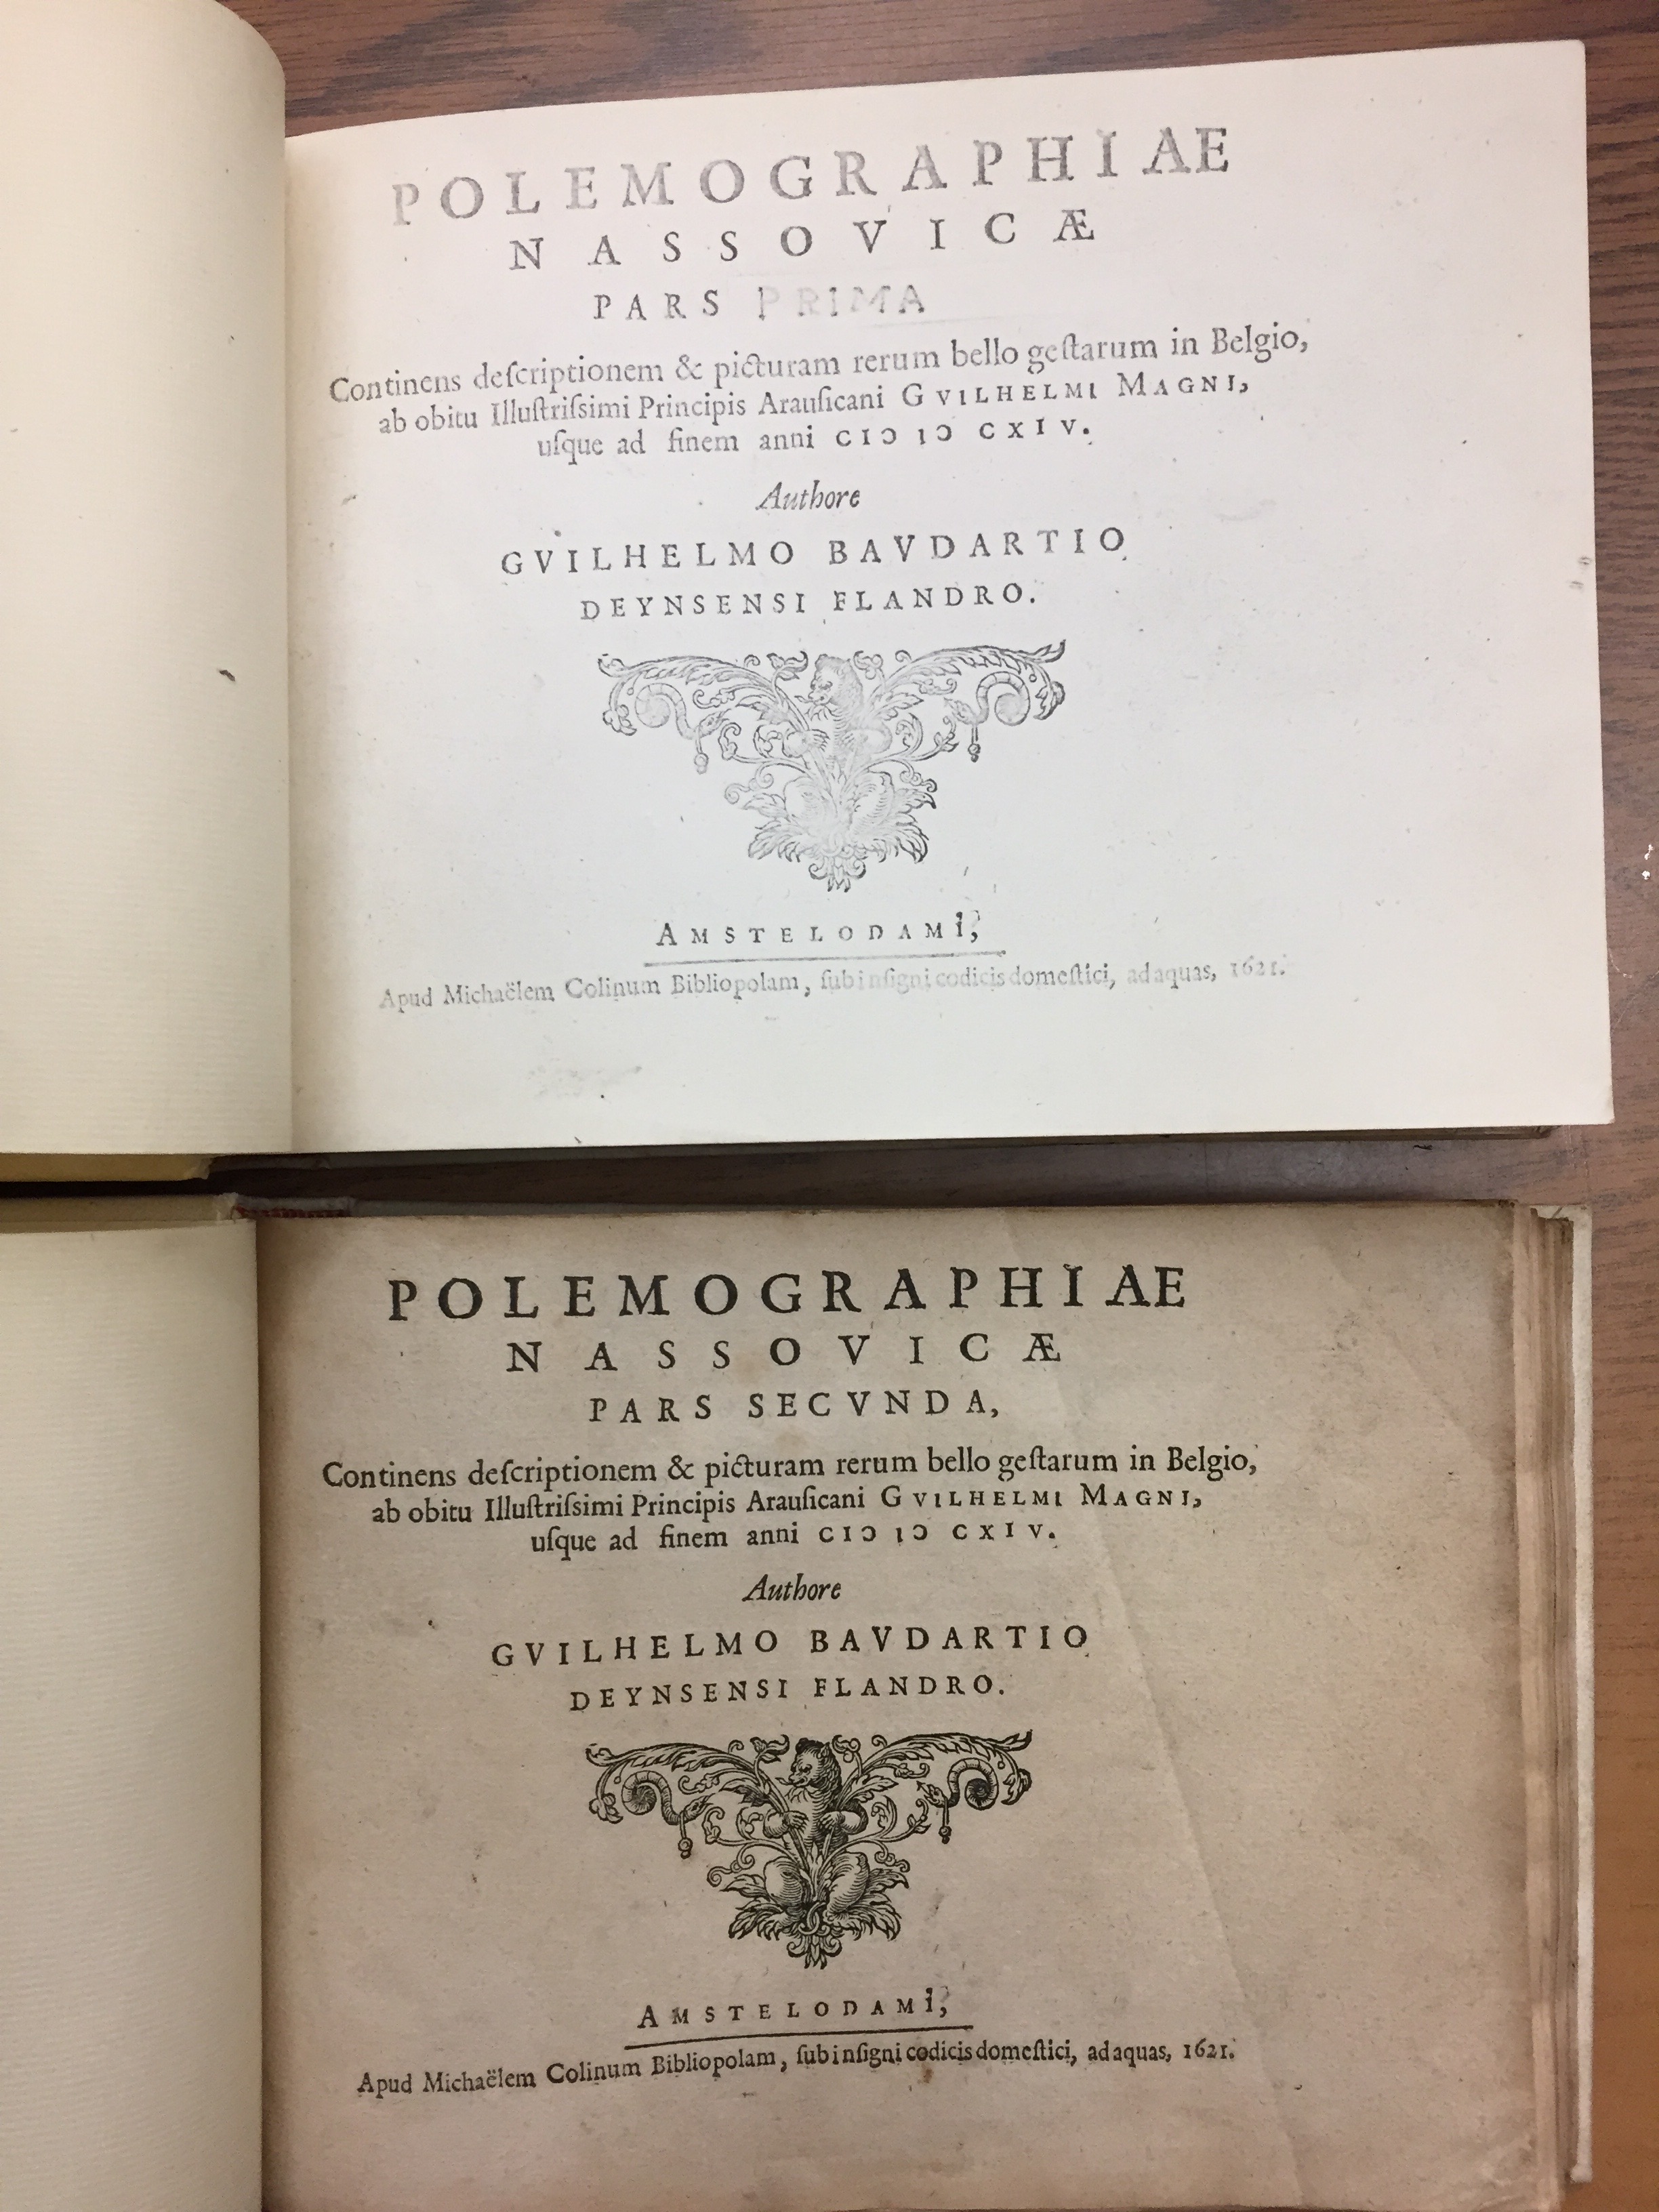 POLEMOGRAPHIAE
NASSOVICÆ
PARS PRIMA
Continens deſcriptionem & picturam rerum bello geſtarum in Belgio,
ab obitu Illuſtriſsimi Principis Arauſicani GVILHELMI MAGNI,
uſque ad finem anni CIƆ IƆ CXIV.
Authore
GVILHELMO BAVDARTIO
DEYNSENSI FLANDRO.
AMSTELODAMI,
Apud Michaëlem Colinum Bibliopolam, ſub inſigni codicis domeſtici, ad aquas, 1621.
POLEMOGRAPHIAE
NASSOVICÆ
PARS SECVNDA,
Continens deſcriptionem & picturam rerum bello geſtarum in Belgio,
ab obitu Illuſtriſsimi Principis Arauſicani GVILHELMI MAGNI,
uſque ad finem anni CIƆ IƆ CXIV.
Authore
GVILHELMO BAVDARTIO
DEYNSENSI FLANDRO.
AMSTELODAMI,
Apud Michaëlem Colinum Bibliopolam, ſub inſigni codicis domeſtici, ad aquas, 1621.